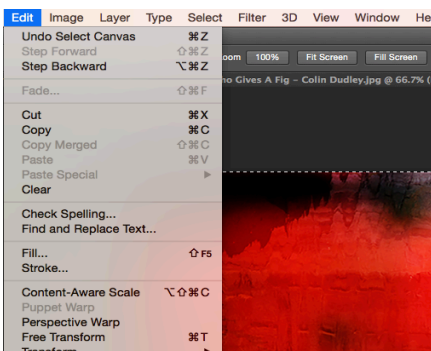 Edit Image Layer Type Select Filter 3D View Window He
Undo Select Canvas ⌘Z
Step Forward ⇧⌘Z
Step Backward ⌥⌘Z
oom 100% Fit Screen Fill Screen
no Gives A Fig – Colin Dudley.jpg @ 66.7% (
Fade... ⇧⌘F
Cut ⌘X
Copy ⌘C
Copy Merged ⇧⌘C
Paste ⌘V
Paste Special ▶
Clear
Check Spelling...
Find and Replace Text...
Fill... ⇧F5
Stroke...
Content-Aware Scale ⌥⇧⌘C
Puppet Warp
Perspective Warp
Free Transform ⌘T
Transform ▶